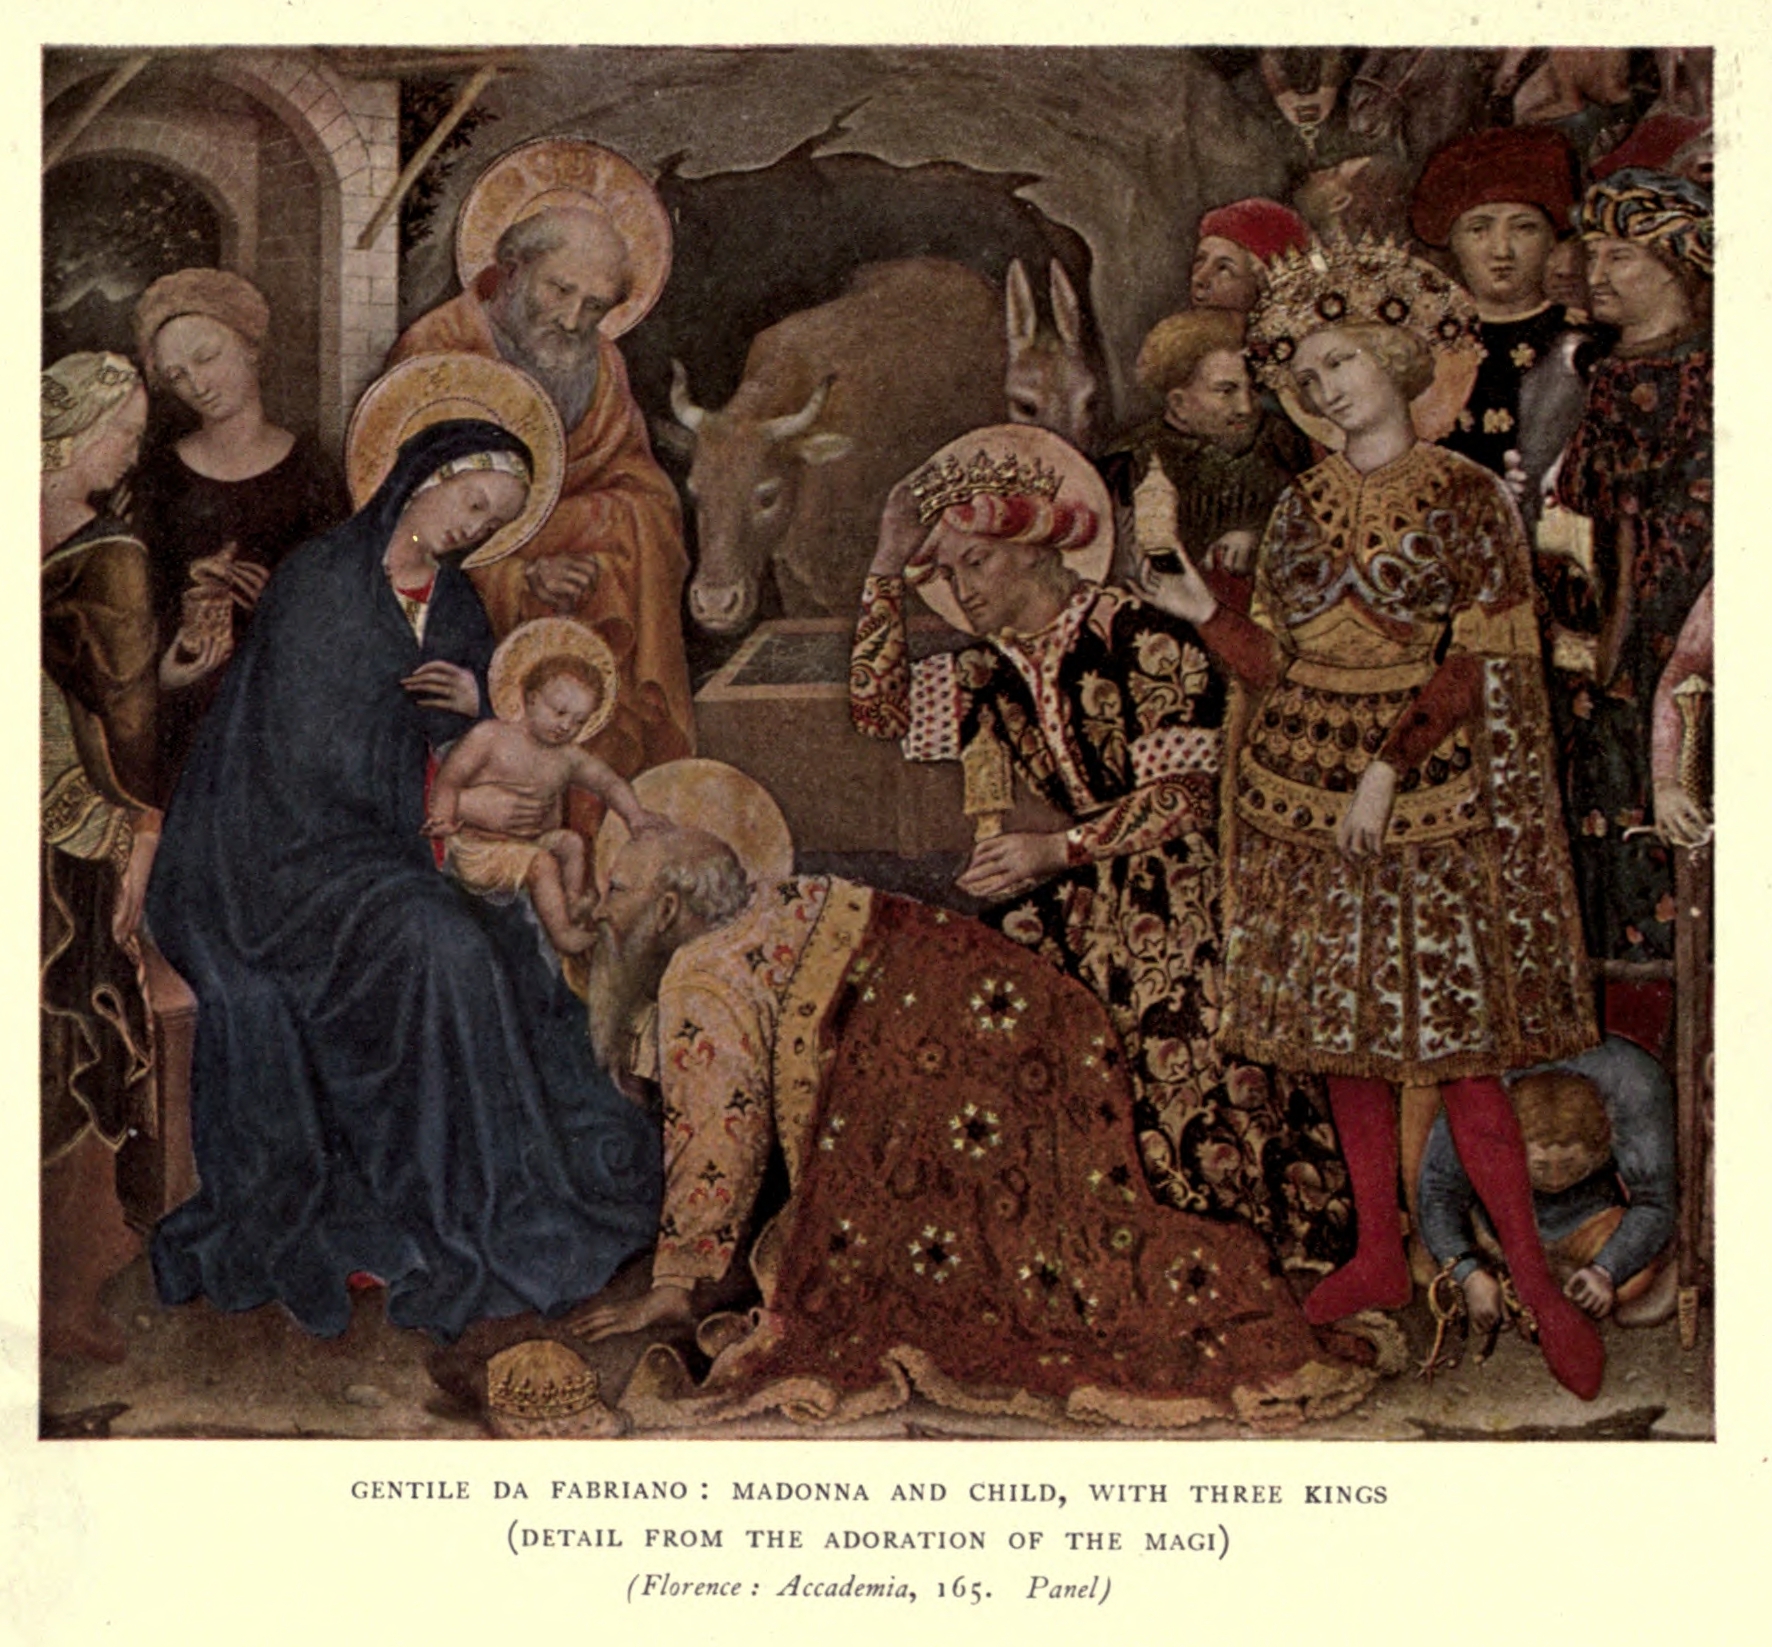 GENTILE DA FABRIANO : MADONNA AND CHILD, WITH THREE KINGS
(DETAIL FROM THE ADORATION OF THE MAGI)
(Florence : Accademia, 165. Panel)